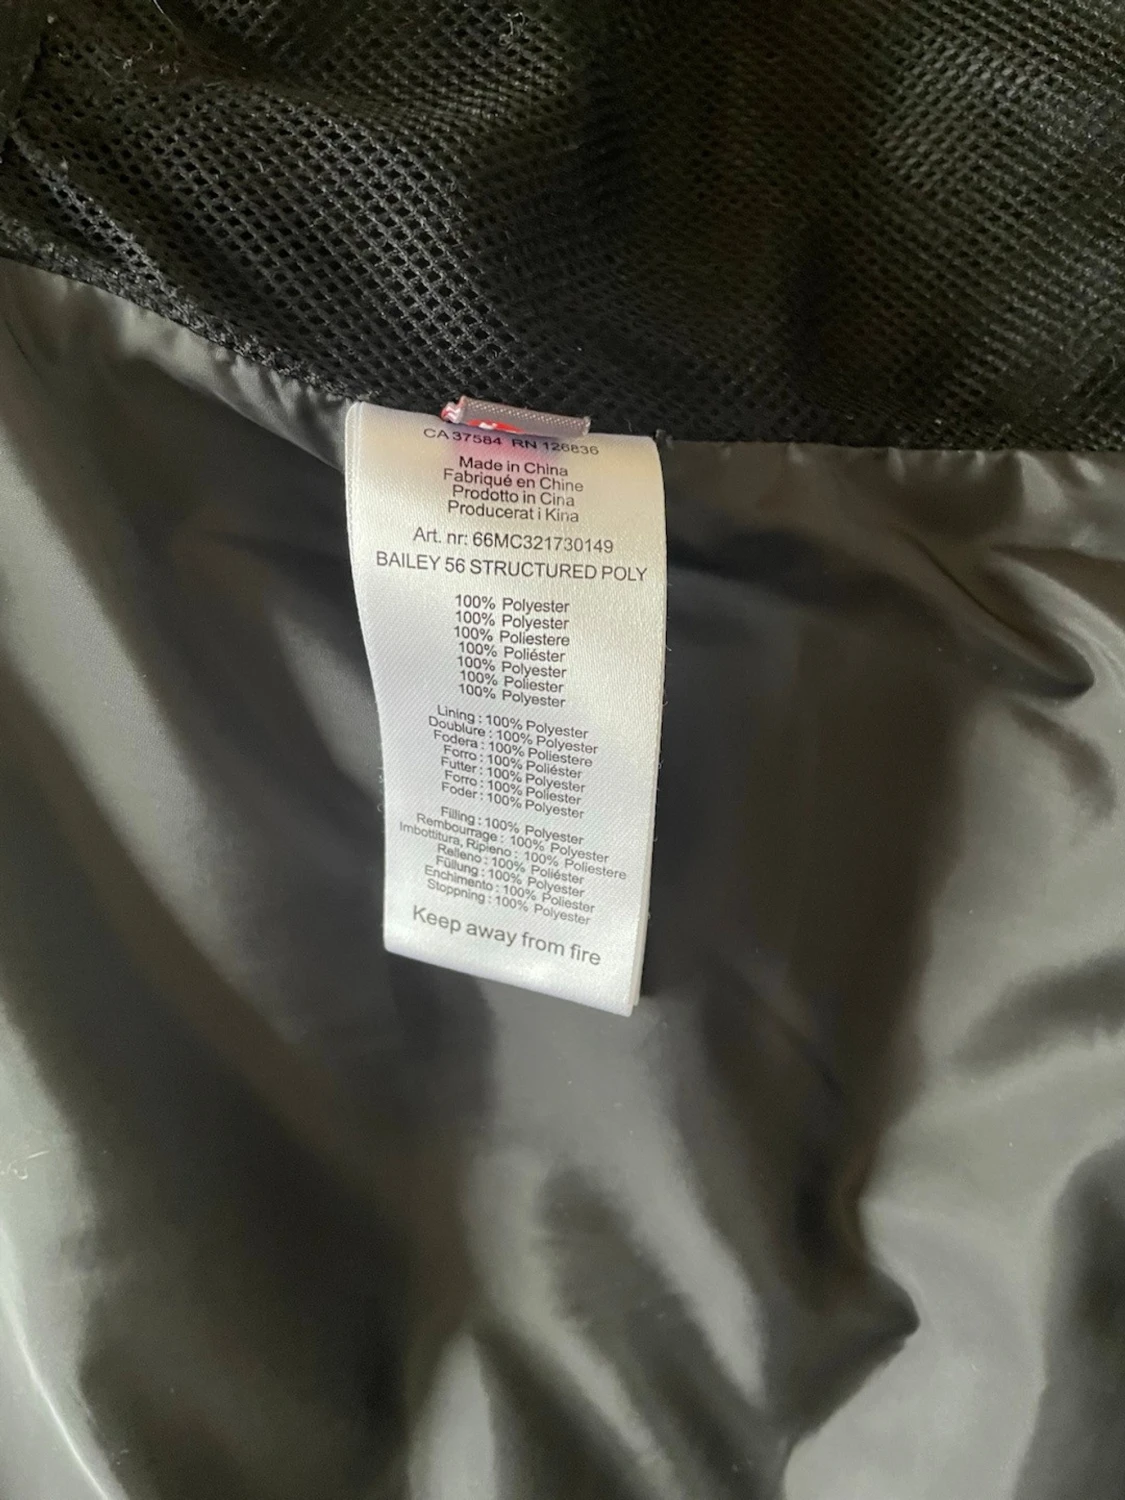 CA 37584 RN 126836
Made in China
Fabriqué en Chine
Prodotto in Cina
Producerat i Kina
Art. nr: 66MC321730149
BAILEY 56 STRUCTURED POLY
100% Polyester
100% Polyester
100% Poliestere
100% Poliéster
100% Polyester
100% Poliester
100% Polyester
Lining : 100% Polyester
Doublure : 100% Polyester
Fodera : 100% Poliestere
Forro : 100% Poliéster
Futter : 100% Polyester
Forro : 100% Poliester
Foder : 100% Polyester
Filling : 100% Polyester
Rembourrage : 100% Polyester
Imbottitura, Ripieno : 100% Poliestere
Relleno : 100% Poliéster
Füllung : 100% Polyester
Enchimento : 100% Poliester
Stoppning : 100% Polyester
Keep away from fire